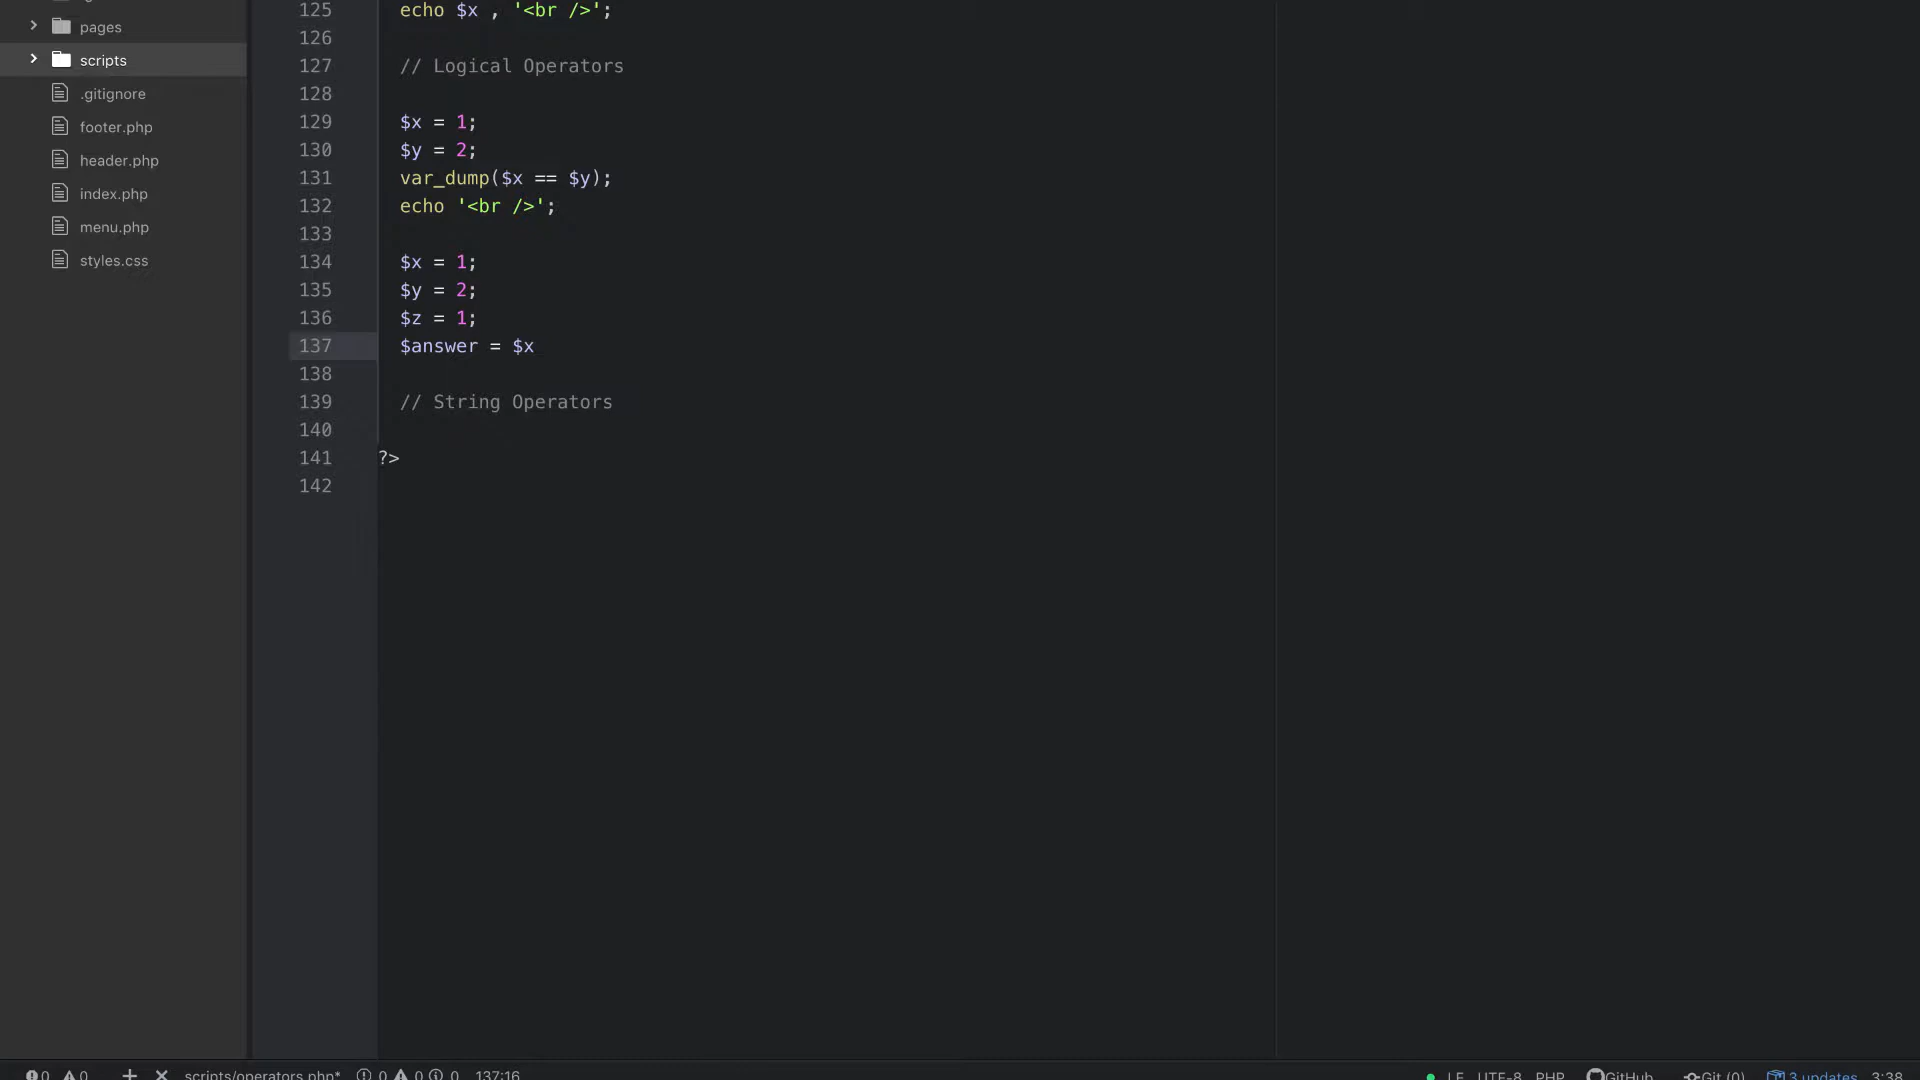 pages
scripts
.gitignore
footer.php
header.php
index.php
menu.php
styles.css
125 echo $x , '<br />';
126
127 // Logical Operators
128
129 $x = 1;
130 $y = 2;
131 var_dump($x == $y);
132 echo '<br />';
133
134 $x = 1;
135 $y = 2;
136 $z = 1;
137 $answer = $x
138
139 // String Operators
140
141 ?>
142
0 0 scripts/operators.php* 0 0 0 137:16 LF UTF-8 PHP GitHub Git (0) 3 updates 3:38